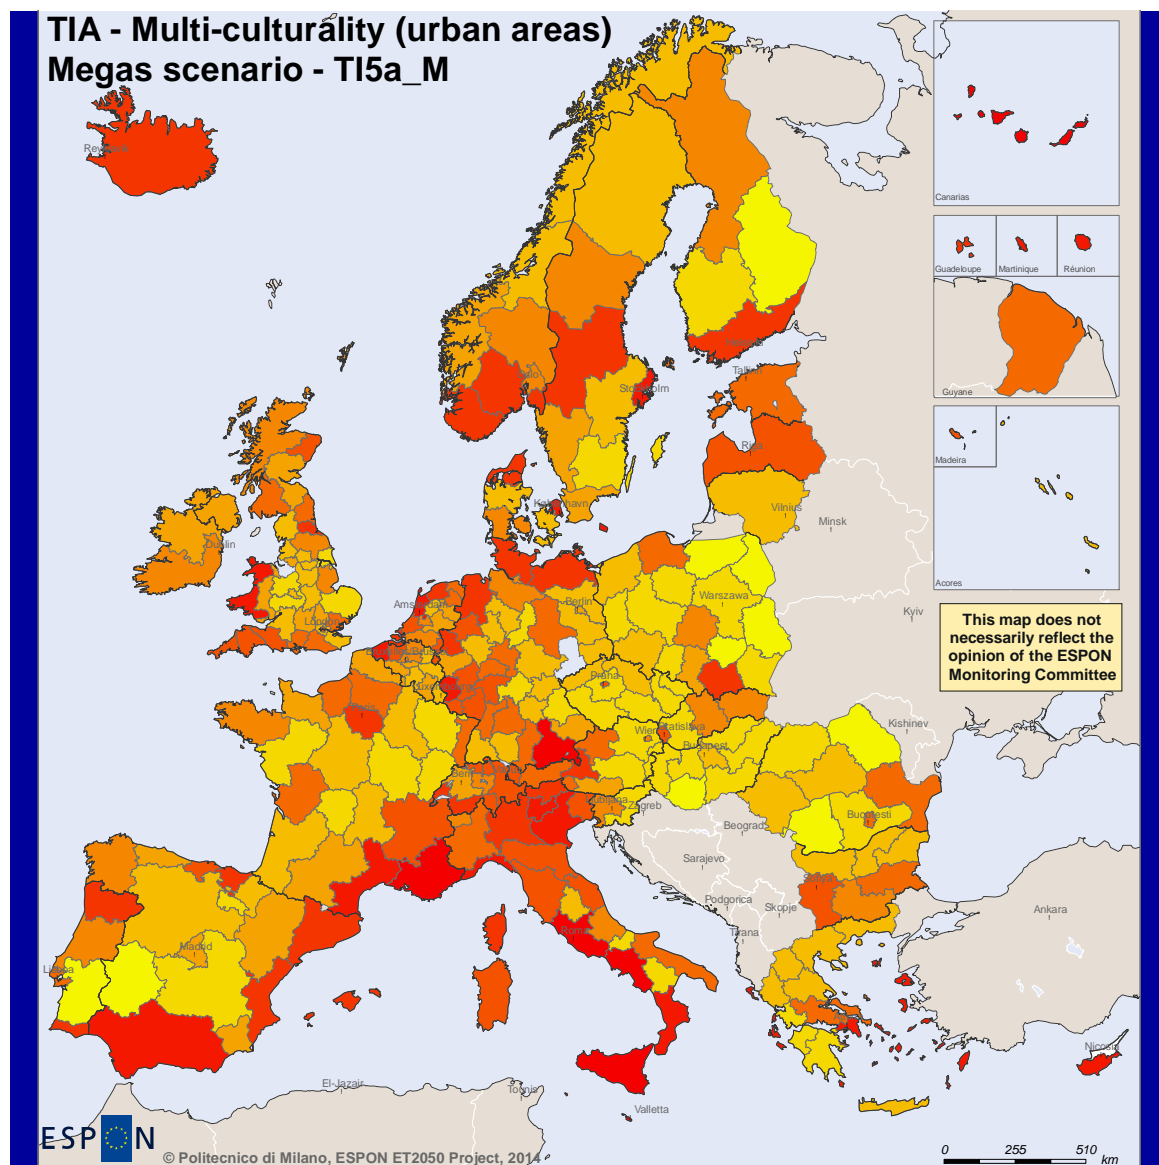 TIA - Multi-culturality (urban areas)
Megas scenario - TI5a_M
Reykjavik
Canarias
Guadeloupe
Martinique
Réunion
Guyane
Madeira
Acores
Helsinki
Tallinn
Oslo
Stockholm
Riga
København
Vilnius
Minsk
Dublin
Amsterdam
Berlin
Warszawa
London
Kyiv
This map does not
necessarily reflect the
opinion of the ESPON
Monitoring Committee
Praha
Paris
Wien
Bratislava
Kishinev
Budapest
Bern
Ljubljana
Zagreb
Bucuresti
Beograd
Sarajevo
Sofiya
Podgorica
Skopje
Ankara
Roma
Tirana
Madrid
Lisboa
Nicosia
El-Jazair
Tounis
Valletta
ESPON
© Politecnico di Milano, ESPON ET2050 Project, 2014
0 255 510
km